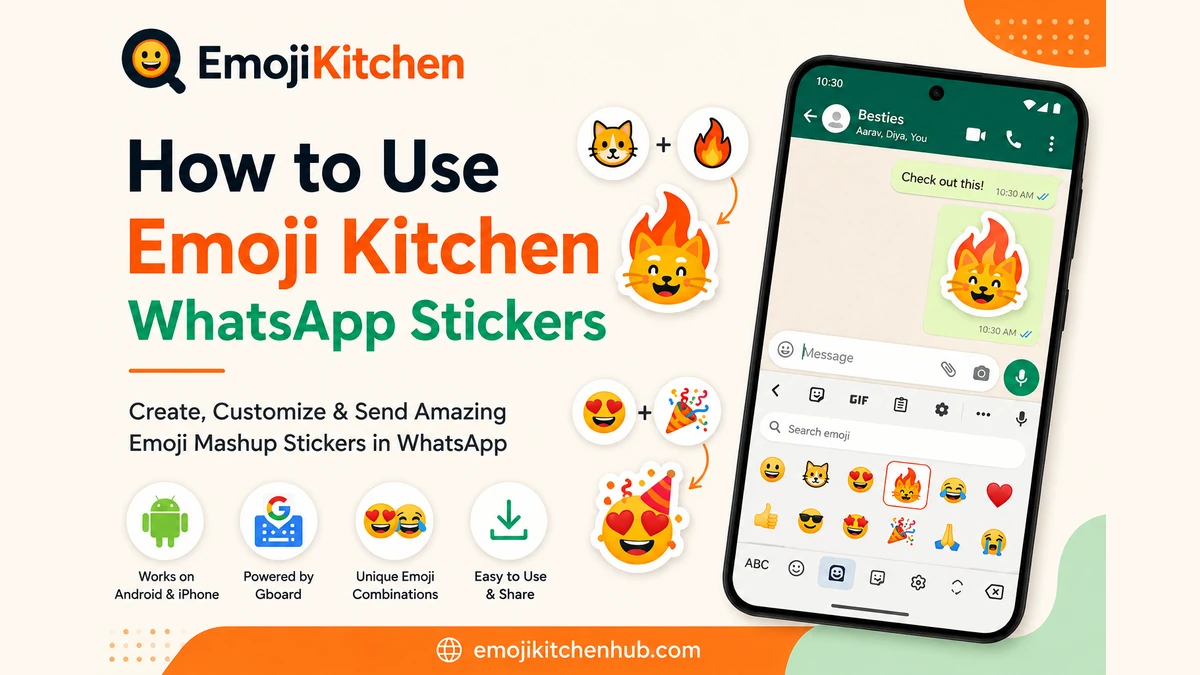 EmojiKitchen
How to Use
Emoji Kitchen
WhatsApp Stickers
Create, Customize & Send Amazing
Emoji Mashup Stickers in WhatsApp
Works on
Android & iPhone
Powered by
Gboard
Unique Emoji
Combinations
Easy to Use
& Share
+
+
10:30
Besties
Aarav, Diya, You
Check out this! 10:30 AM
10:30 AM
Message
GIF
Search emoji
ABC
emojikitchenhub.com